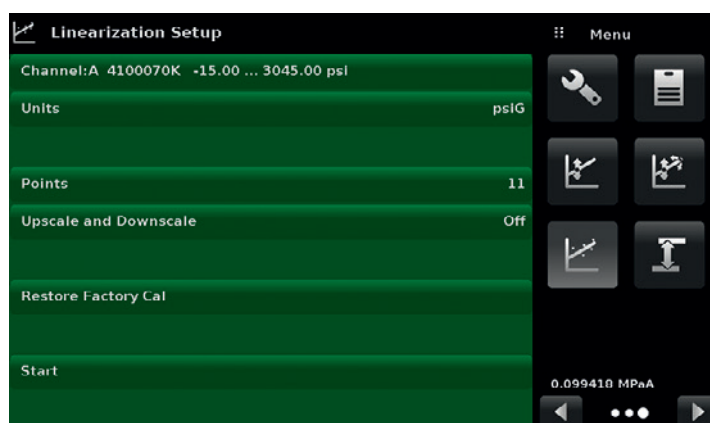 Linearization Setup
Menu
Channel:A 4100070K -15.00 ... 3045.00 psi
Units psiG
Points 11
Upscale and Downscale Off
Restore Factory Cal
Start
0.099410 MPaA